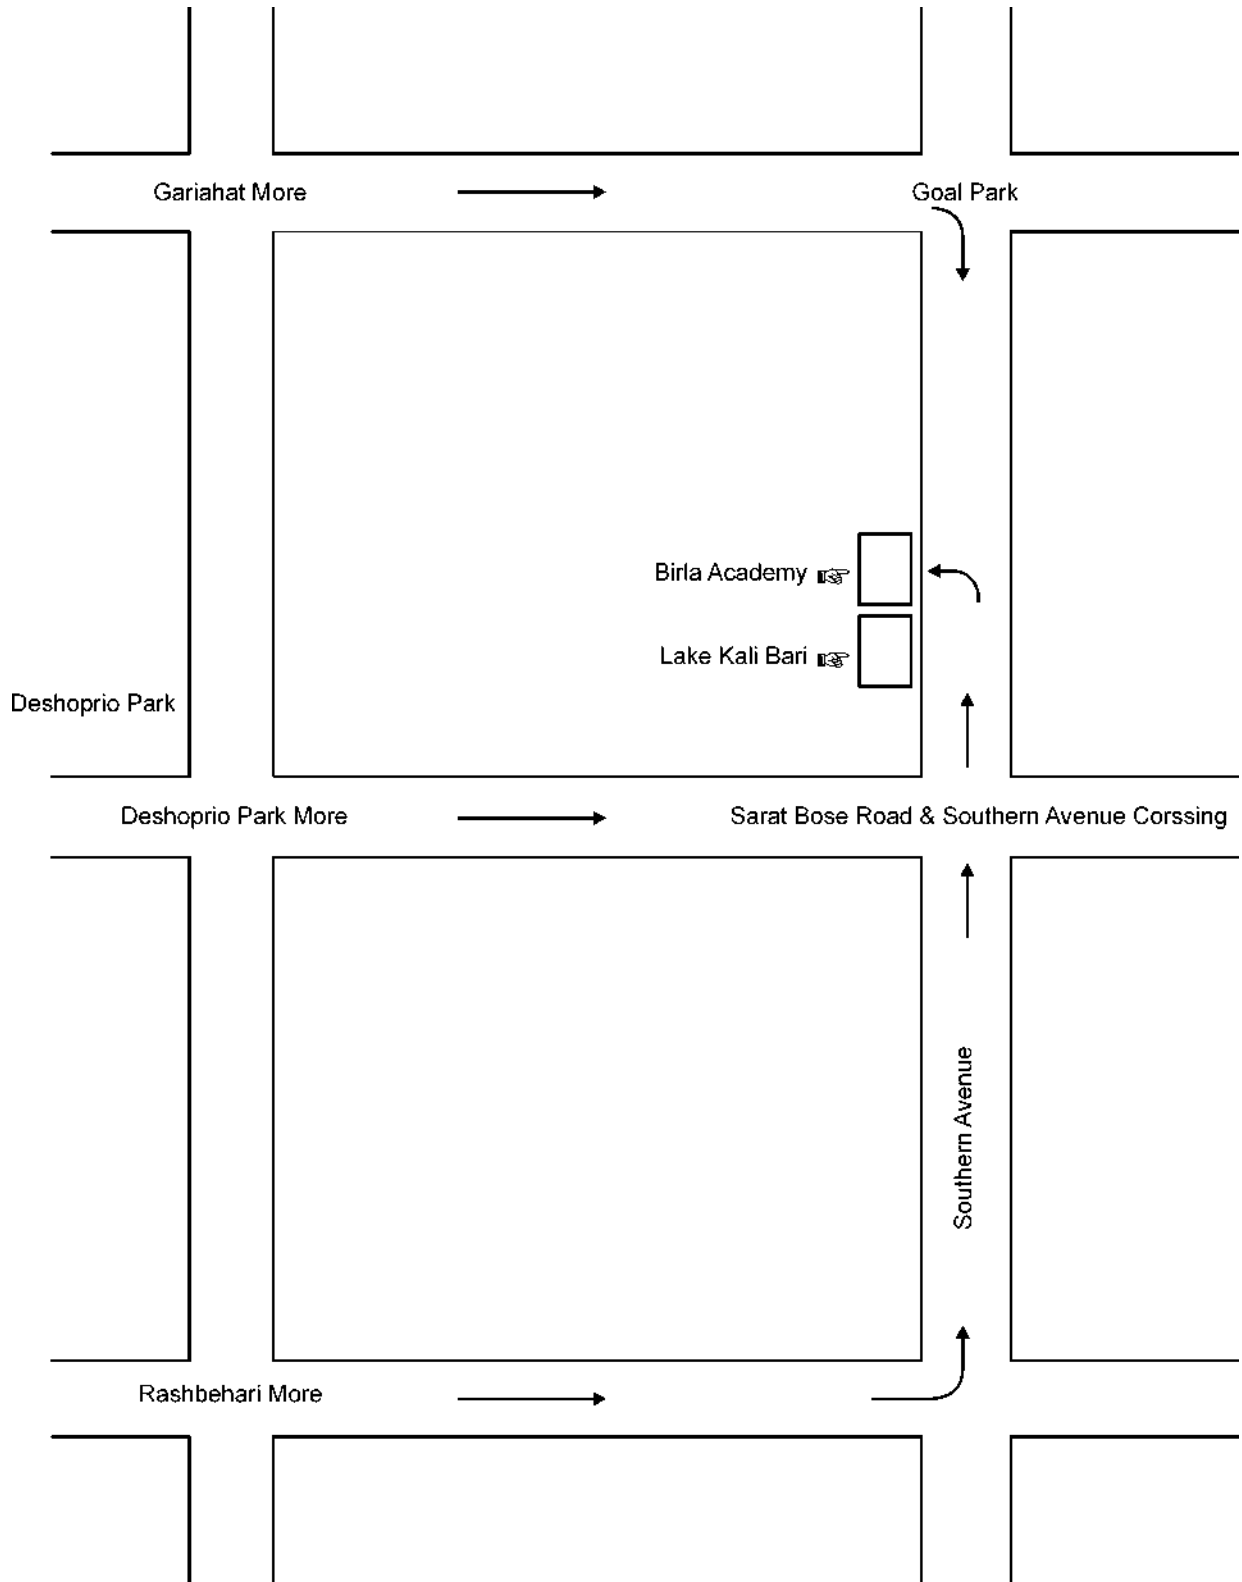 Gariahat More
Goal Park
Birla Academy
Lake Kali Bari
Deshoprio Park
Deshoprio Park More
Sarat Bose Road & Southern Avenue Corssing
Southern Avenue
Rashbehari More